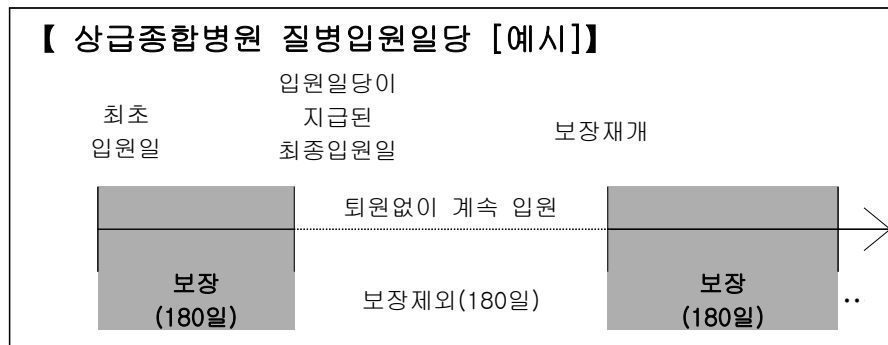 【 상급종합병원 질병입원일당 [예시]】
최초
입원일
입원일당이
지급된
최종입원일
보장재개
퇴원없이 계속 입원
보장
(180일)
보장제외(180일)
보장
(180일)
..